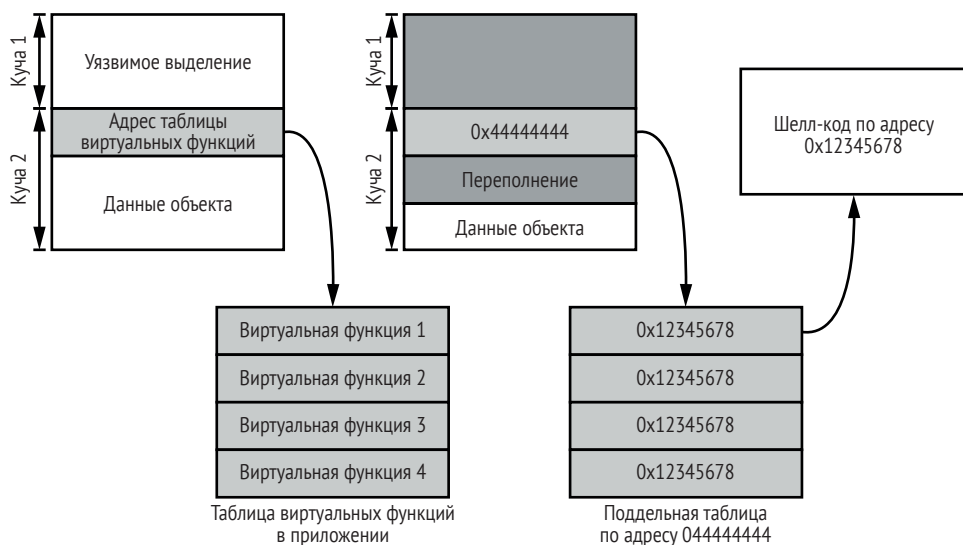 Куча 1
Уязвимое выделение
Куча 2
Адрес таблицы
виртуальных функций
Данные объекта
Виртуальная функция 1
Виртуальная функция 2
Виртуальная функция 3
Виртуальная функция 4
Таблица виртуальных функций
в приложении
Куча 1
Куча 2
0x44444444
Переполнение
Данные объекта
0x12345678
0x12345678
0x12345678
0x12345678
Поддельная таблица
по адресу 044444444
Шелл-код по адресу
0x12345678